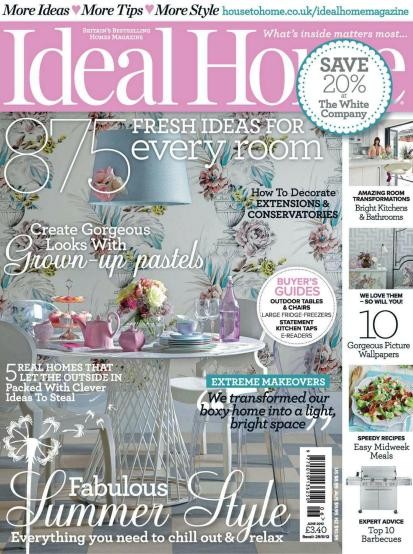 More Ideas ♥ More Tips ♥ More Style housetohome.co.uk/idealhomemagazine
BRITAIN'S BESTSELLING
HOMES MAGAZINE
What's inside matters most...
Ideal Home
SAVE
20%
at
The White
Company
875 FRESH IDEAS FOR
every room
How To Decorate
EXTENSIONS &
CONSERVATORIES
Create Gorgeous
Looks With
Grown-up pastels
BUYER'S
GUIDES
OUTDOOR TABLES
& CHAIRS
LARGE FRIDGE-FREEZERS
STATEMENT
KITCHEN TAPS
E-READERS
AMAZING ROOM
TRANSFORMATIONS
Bright Kitchens
& Bathrooms
WE LOVE THEM
– SO WILL YOU!
10
Gorgeous Picture
Wallpapers
5 REAL HOMES THAT
LET THE OUTSIDE IN
Packed With Clever
Ideas To Steal
EXTREME MAKEOVERS
We transformed our
boxy home into a light,
bright space”
SPEEDY RECIPES
Easy Midweek
Meals
Fabulous
Summer Style
Everything you need to chill out & relax
£3.40
EXPERT ADVICE
Top 10
Barbecues